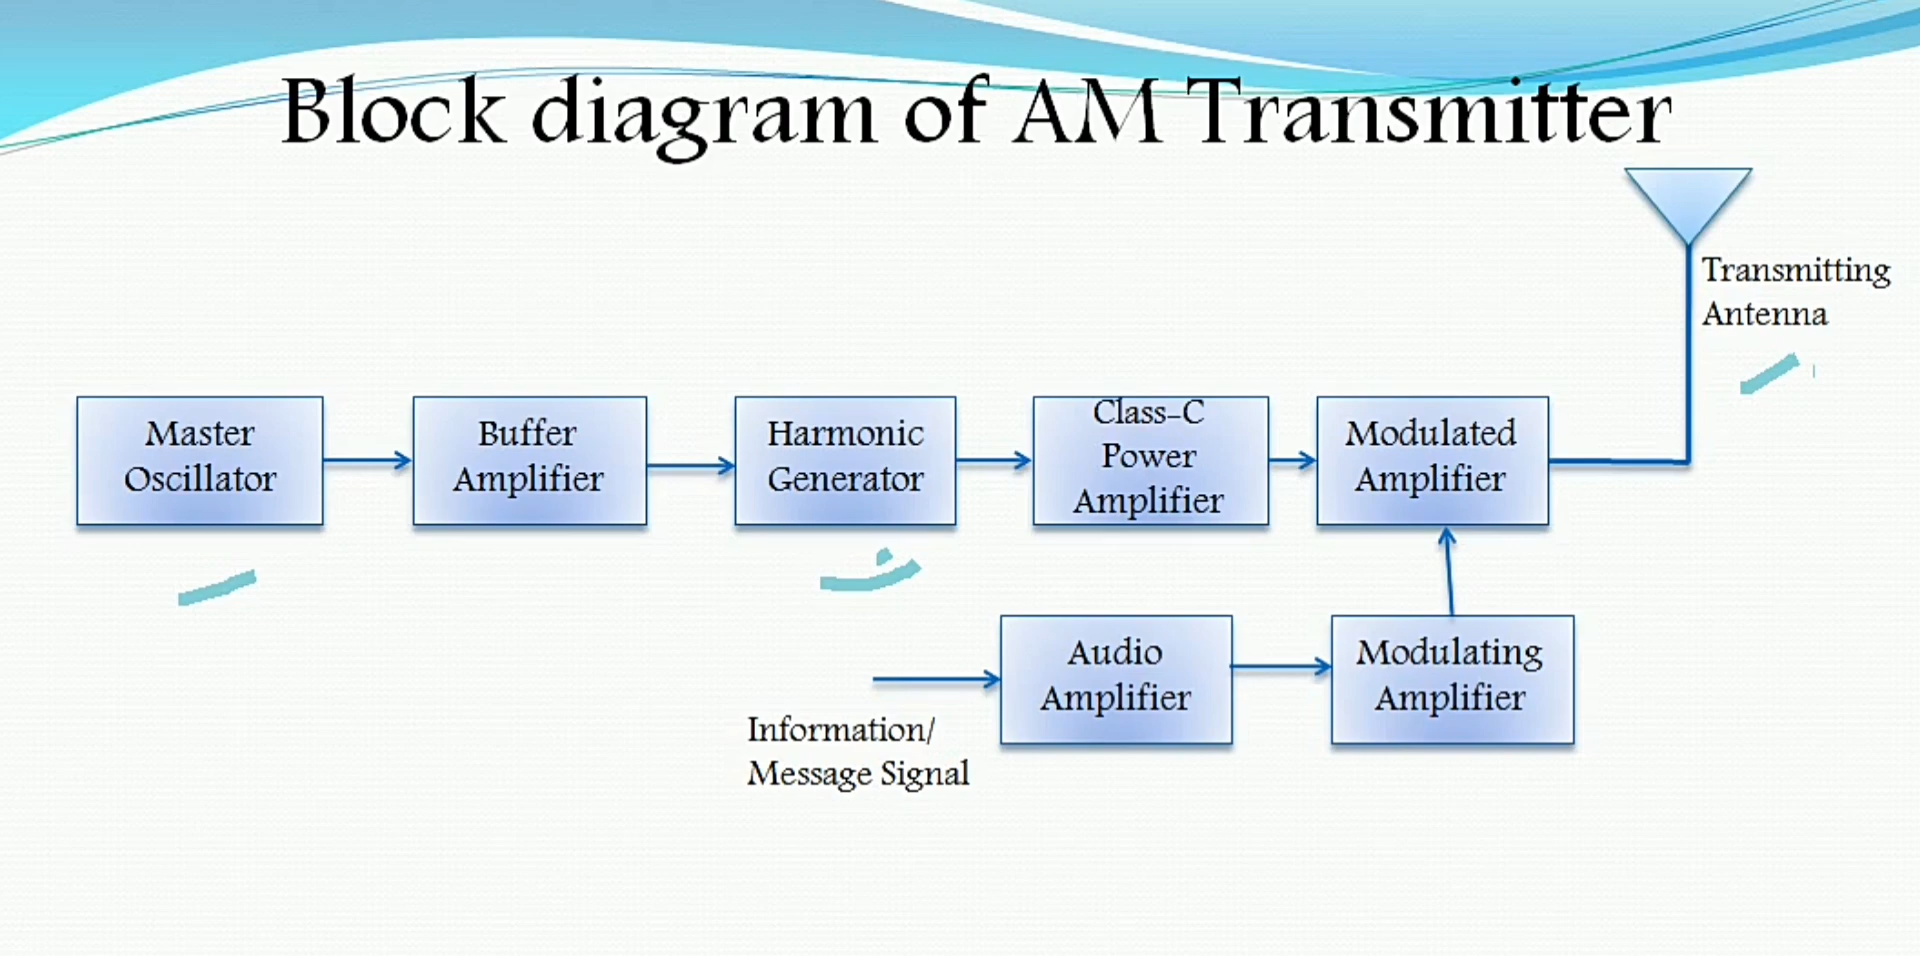 Block diagram of AM Transmitter
Transmitting
Antenna
Master
Oscillator
Buffer
Amplifier
Harmonic
Generator
Class-C
Power
Amplifier
Modulated
Amplifier
Audio
Amplifier
Modulating
Amplifier
Information/
Message Signal